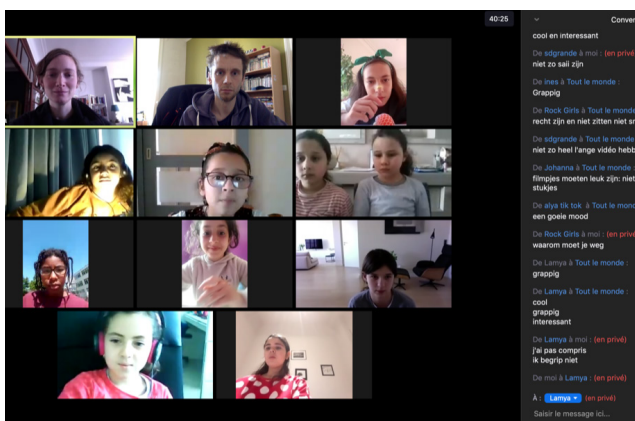 40:25
Conver
cool en interessant
De sdgrande à moi : (en privé)
niet zo saii zijn
De ines à Tout le monde :
Grappig
De Rock Girls à Tout le monde :
recht zijn en niet zitten niet sn
De sdgrande à Tout le monde
niet zo heel l'ange vidéo hebb
De Johanna à Tout le monde :
filmpjes moeten leuk zijn: niet
stukjes
De alya tik tok à Tout le mond
een goeie mood
De Rock Girls à moi : (en privé
waarom moet je weg
De Lamya à Tout le monde :
grappig
De Lamya à Tout le monde :
cool
grappig
interessant
De Lamya à moi : (en privé)
j'ai pas compris
ik begrip niet
De moi à Lamya : (en privé)
À : Lamya (en privé)
Saisir le message ici...